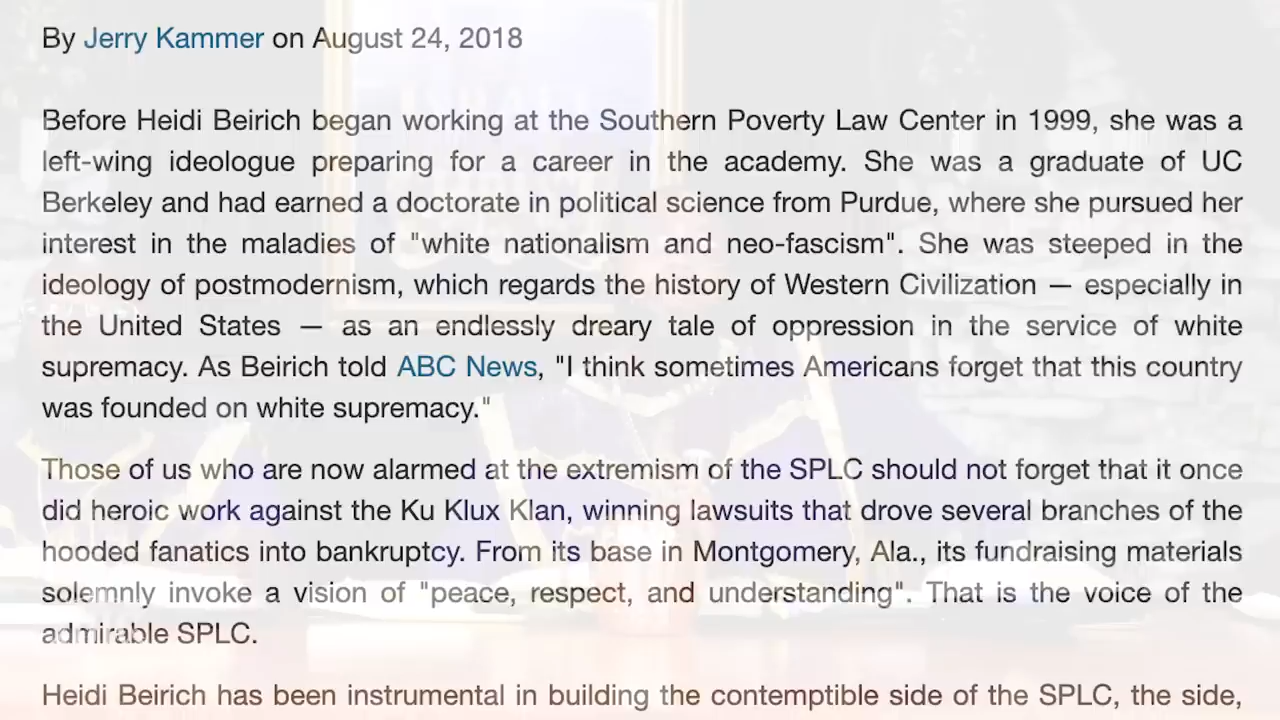 By Jerry Kammer on August 24, 2018
Before Heidi Beirich began working at the Southern Poverty Law Center in 1999, she was a
left-wing ideologue preparing for a career in the academy. She was a graduate of UC
Berkeley and had earned a doctorate in political science from Purdue, where she pursued her
interest in the maladies of "white nationalism and neo-fascism". She was steeped in the
ideology of postmodernism, which regards the history of Western Civilization — especially in
the United States — as an endlessly dreary tale of oppression in the service of white
supremacy. As Beirich told ABC News, "I think sometimes Americans forget that this country
was founded on white supremacy."
Those of us who are now alarmed at the extremism of the SPLC should not forget that it once
did heroic work against the Ku Klux Klan, winning lawsuits that drove several branches of the
hooded fanatics into bankruptcy. From its base in Montgomery, Ala., its fundraising materials
solemnly invoke a vision of "peace, respect, and understanding". That is the voice of the
admirable SPLC.
Heidi Beirich has been instrumental in building the contemptible side of the SPLC, the side,